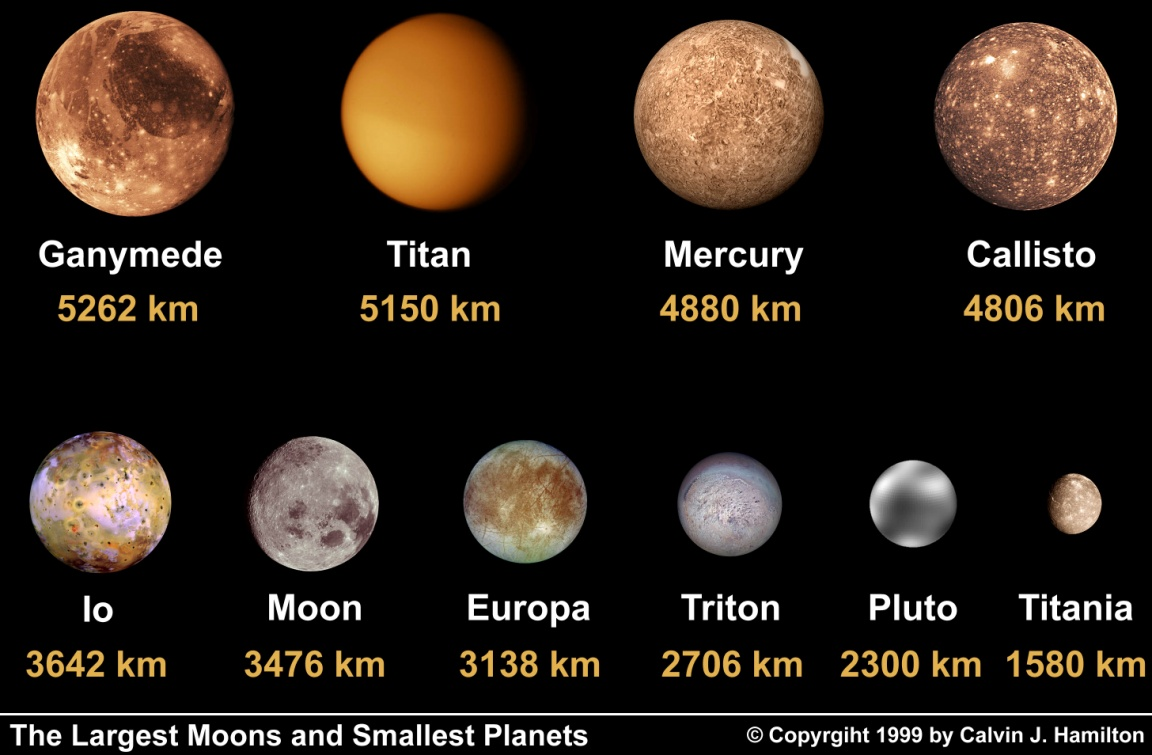 Ganymede Titan Mercury Callisto
5262 km 5150 km 4880 km 4806 km
Io Moon Europa Triton Pluto Titania
3642 km 3476 km 3138 km 2706 km 2300 km 1580 km
The Largest Moons and Smallest Planets © Copyrgiht 1999 by Calvin J. Hamilton